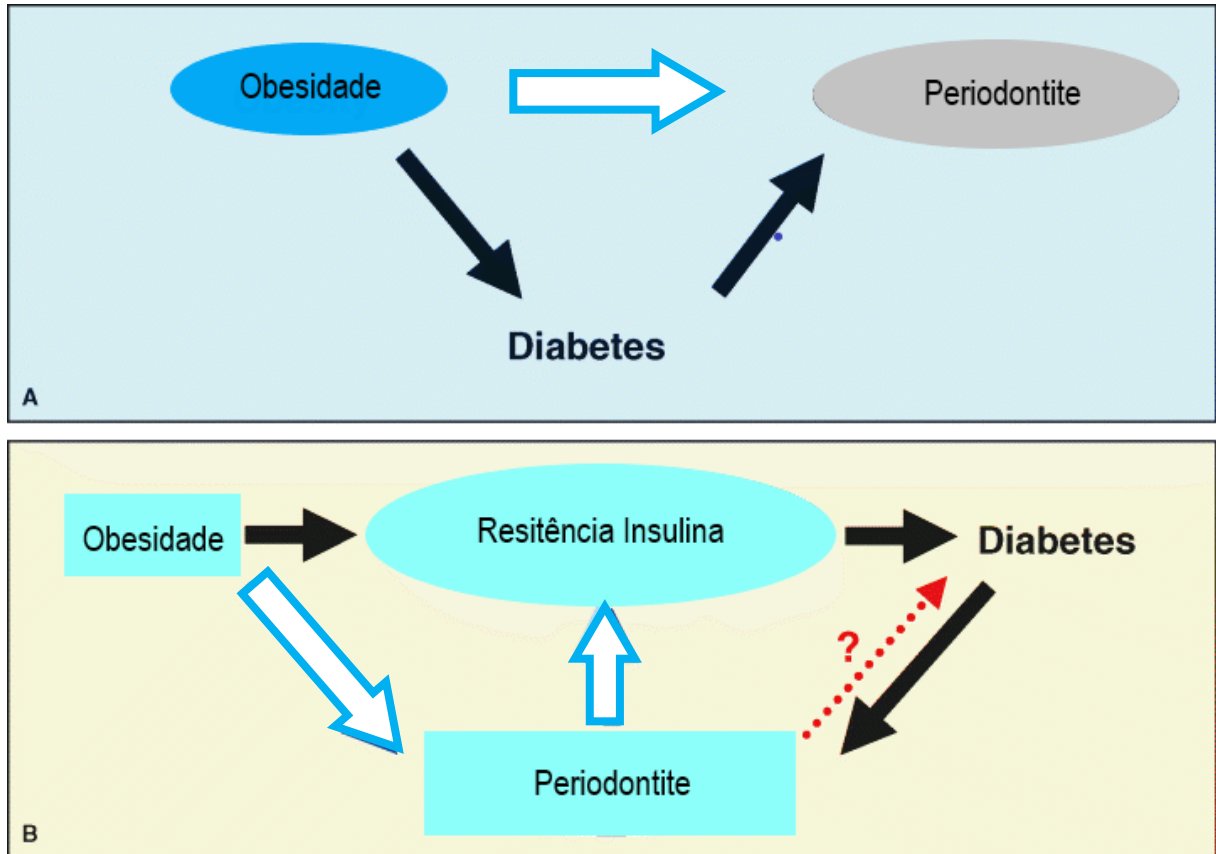 Obesidade
Periodontite
Diabetes
A
Obesidade
Resitência Insulina
Diabetes
?
Periodontite
B